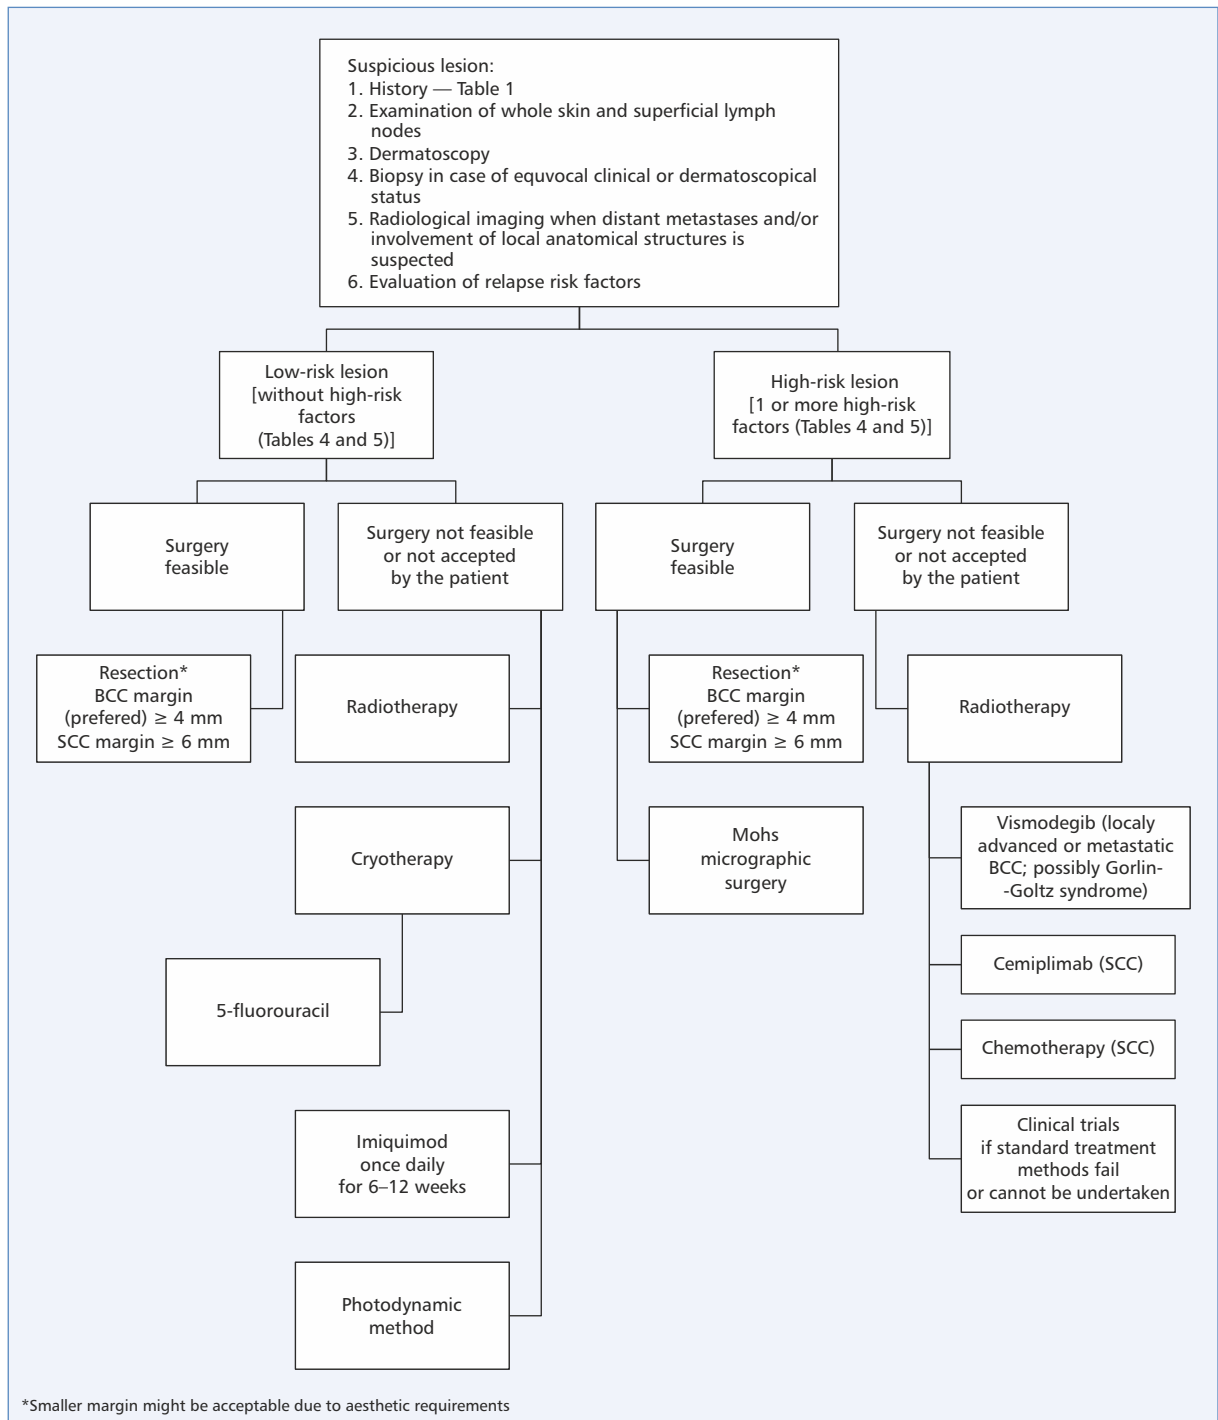 Suspicious lesion:
1. History — Table 1
2. Examination of whole skin and superficial lymph
nodes
3. Dermatoscopy
4. Biopsy in case of equvocal clinical or dermatoscopical
status
5. Radiological imaging when distant metastases and/or
involvement of local anatomical structures is
suspected
6. Evaluation of relapse risk factors
Low-risk lesion
[without high-risk
factors
(Tables 4 and 5)]
High-risk lesion
[1 or more high-risk
factors (Tables 4 and 5)]
Surgery
feasible
Surgery not feasible
or not accepted
by the patient
Surgery
feasible
Surgery not feasible
or not accepted
by the patient
Resection*
BCC margin
(prefered) ≥ 4 mm
SCC margin ≥ 6 mm
Radiotherapy
Resection*
BCC margin
(prefered) ≥ 4 mm
SCC margin ≥ 6 mm
Radiotherapy
Cryotherapy
Mohs
micrographic
surgery
Vismodegib (localy
advanced or metastatic
BCC; possibly Gorlin-
-Goltz syndrome)
Cemiplimab (SCC)
5-fluorouracil
Chemotherapy (SCC)
Imiquimod
once daily
for 6–12 weeks
Clinical trials
if standard treatment
methods fail
or cannot be undertaken
Photodynamic
method
*Smaller margin might be acceptable due to aesthetic requirements